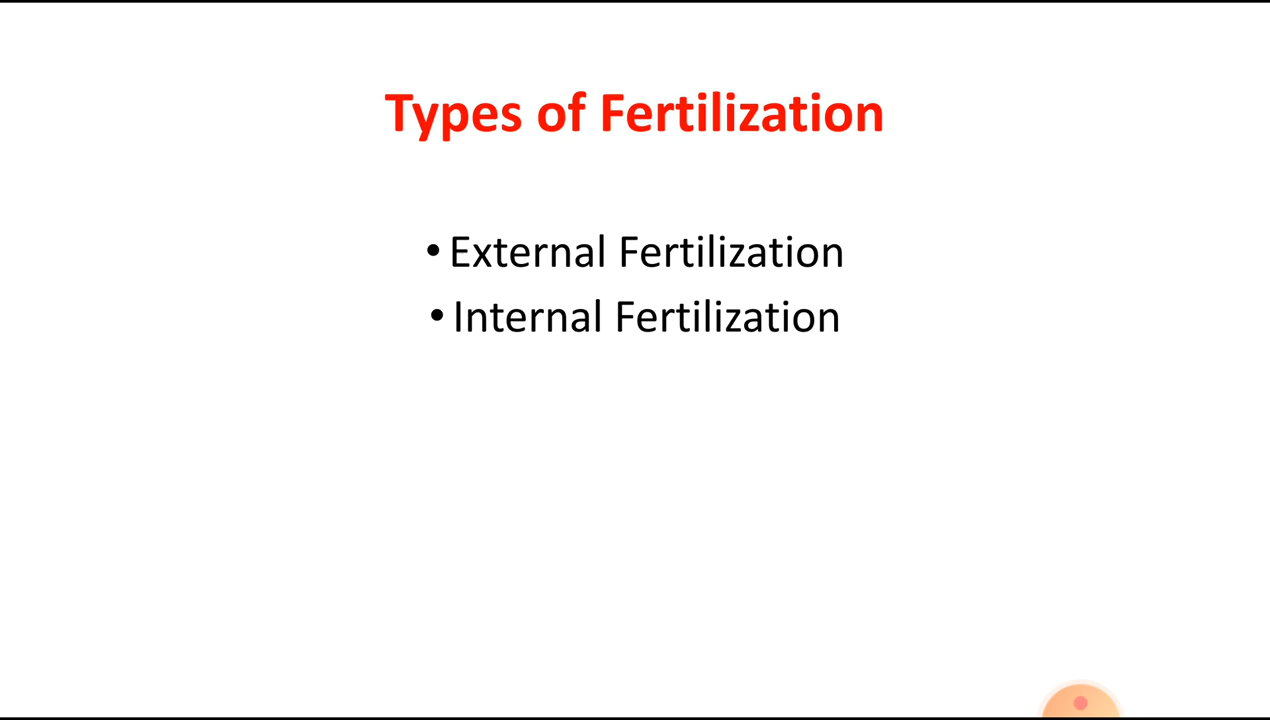 Types of Fertilization
• External Fertilization
• Internal Fertilization